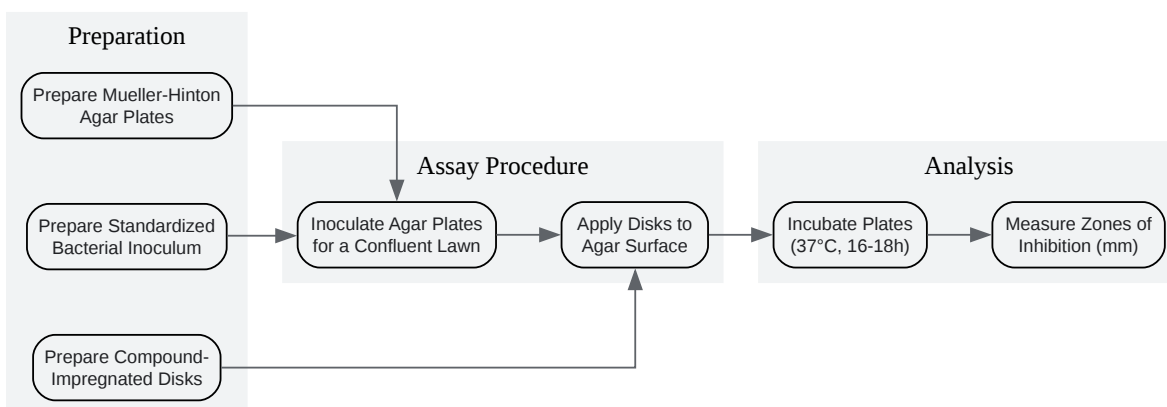 Preparation
Prepare Mueller-Hinton
Agar Plates
Prepare Standardized
Bacterial Inoculum
Prepare Compound-
Impregnated Disks
Assay Procedure
Inoculate Agar Plates
for a Confluent Lawn
Apply Disks to
Agar Surface
Analysis
Incubate Plates
(37°C, 16-18h)
Measure Zones of
Inhibition (mm)